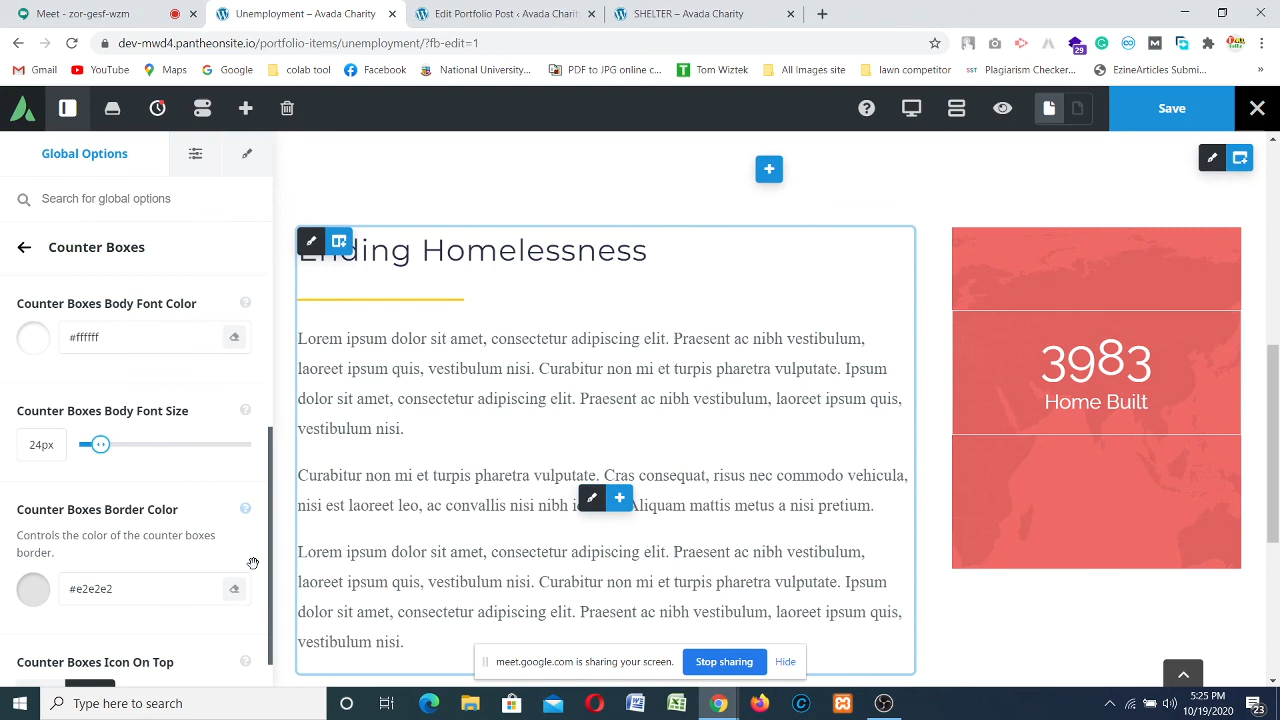 Unemployment – Avada Charity
Edit Portfolio ‹ Avada Charit
SHELTER – Avada Charity
dev-mwd4.pantheonsite.io/portfolio-items/unemployment/?fb-edit=1
29
Gmail
YouTube
Maps
Google
colab tool
Facebook
National University...
PDF to JPG online c...
Tom Wiztek
All Images site
lawn competitor
Plagiarism Checker...
EzineArticles Submi...
Save
Global Options
Search for global options
Counter Boxes
Counter Boxes Body Font Color
#ffffff
Counter Boxes Body Font Size
24px
Counter Boxes Border Color
Controls the color of the counter boxes
border.
#e2e2e2
Counter Boxes Icon On Top
Ending Homelessness
Lorem ipsum dolor sit amet, consectetur adipiscing elit. Praesent ac nibh vestibulum,
laoreet ipsum quis, vestibulum nisi. Curabitur non mi et turpis pharetra vulputate. Ipsum
dolor sit amet, consectetur adipiscing elit. Praesent ac nibh vestibulum, laoreet ipsum quis,
vestibulum nisi.
Curabitur non mi et turpis pharetra vulputate. Cras consequat, risus nec commodo vehicula,
nisi est laoreet leo, ac convallis nisi nibh Aliquam mattis metus a nisi pretium.
Lorem ipsum dolor sit amet, consectetur adipiscing elit. Praesent ac nibh vestibulum,
laoreet ipsum quis, vestibulum nisi. Curabitur non mi et turpis pharetra vulputate. Ipsum
dolor sit amet, consectetur adipiscing elit. Praesent ac nibh vestibulum, laoreet ipsum quis,
vestibulum nisi.
3983
Home Built
meet.google.com is sharing your screen.
Stop sharing
Hide
Type here to search
5:25 PM
10/19/2020
23